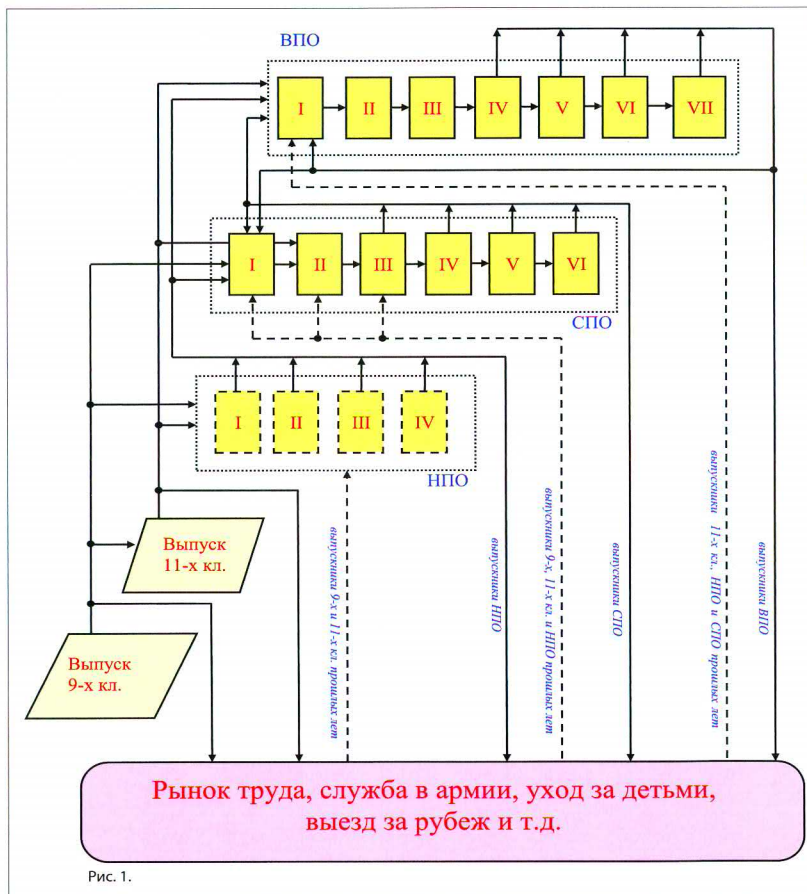 ВПО
I
II
III
IV
V
VI
VII
I
II
III
IV
V
VI
СПО
I
II
III
IV
НПО
Выпуск
11-х кл.
Выпуск
9-х кл.
выпускники 9-х и 11-х кл. прошлых лет
выпускники НПО
выпускники 9-х, 11-х кл. и НПО прошлых лет
выпускники СПО
выпускники 11-х кл., НПО и СПО прошлых лет
выпускники ВПО
Рынок труда, служба в армии, уход за детьми,
выезд за рубеж и т.д.
Рис. 1.